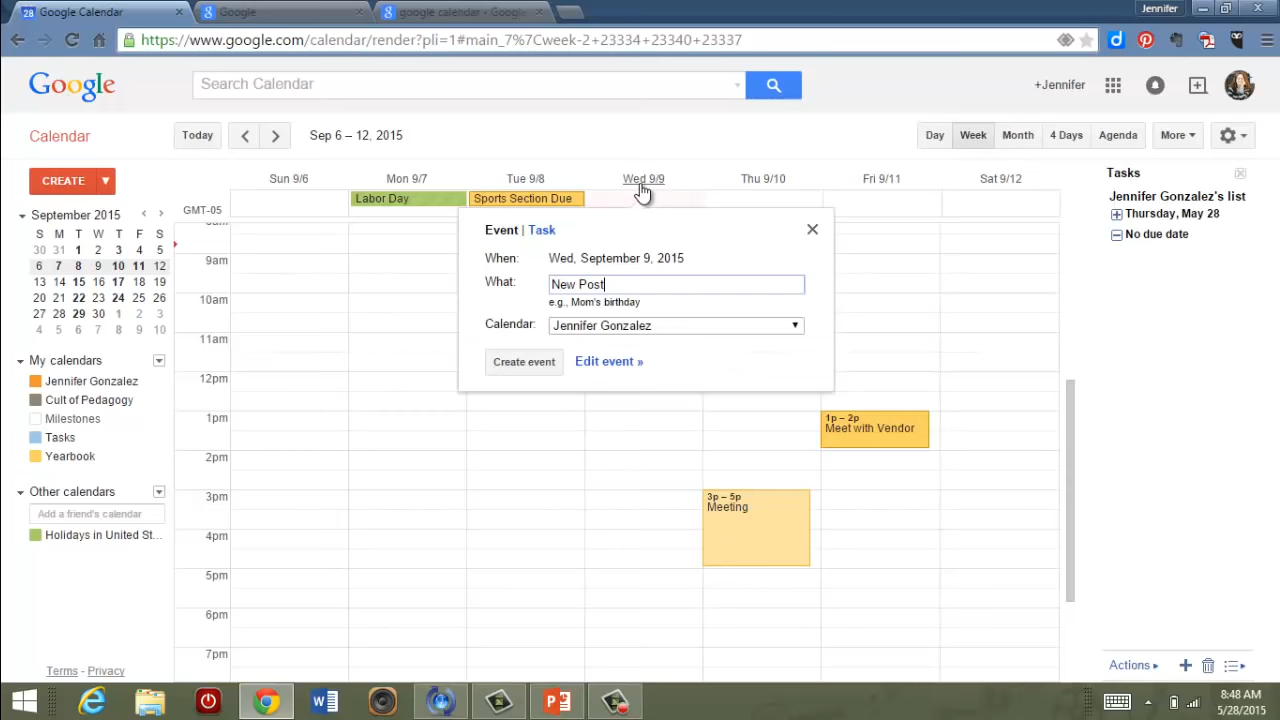 Google Calendar
Google
google calendar - Google
Jennifer
https://www.google.com/calendar/render?pli=1#main_7%7Cweek-2+23334+23340+23337
Google
Search Calendar
+Jennifer
Calendar
Today
Sep 6 – 12, 2015
Day
Week
Month
4 Days
Agenda
More
CREATE
Sun 9/6
Mon 9/7
Tue 9/8
Wed 9/9
Thu 9/10
Fri 9/11
Sat 9/12
GMT-05
Labor Day
Sports Section Due
September 2015
S M T W T F S
30 31 1 2 3 4 5
6 7 8 9 10 11 12
13 14 15 16 17 18 19
20 21 22 23 24 25 26
27 28 29 30 1 2 3
4 5 6 7 8 9 10
My calendars
Jennifer Gonzalez
Cult of Pedagogy
Milestones
Tasks
Yearbook
Other calendars
Add a friend's calendar
Holidays in United St...
Terms - Privacy
9am
10am
11am
12pm
1pm
2pm
3pm
4pm
5pm
6pm
7pm
Event | Task
When: Wed, September 9, 2015
What: New Post
e.g., Mom's birthday
Calendar: Jennifer Gonzalez
Create event
Edit event »
1p – 2p
Meet with Vendor
3p – 5p
Meeting
Tasks
Jennifer Gonzalez's list
Thursday, May 28
No due date
Actions
8:48 AM
5/28/2015